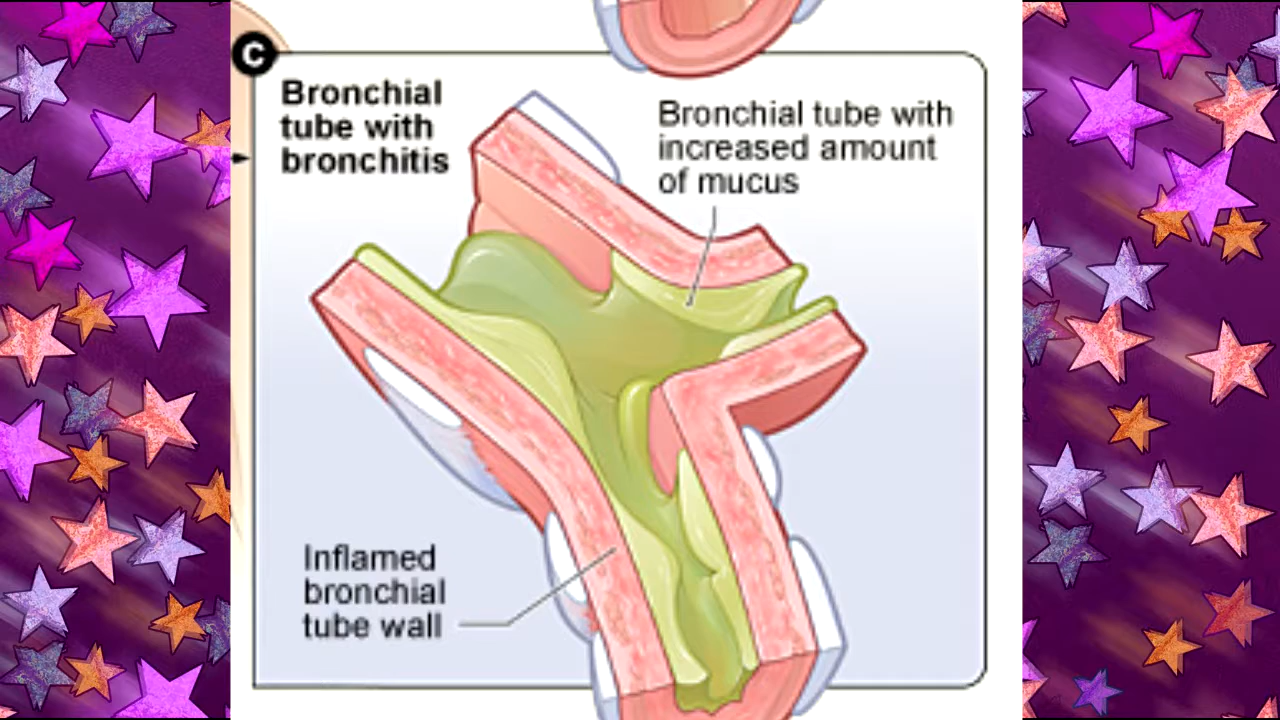 C
Bronchial
tube with
bronchitis
Bronchial tube with
increased amount
of mucus
Inflamed
bronchial
tube wall